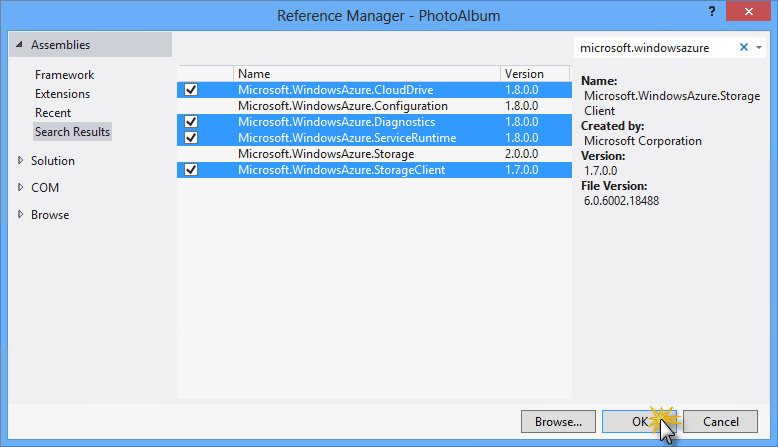 Reference Manager - PhotoAlbum
?
Assemblies
Framework
Extensions
Recent
Search Results
Solution
COM
Browse
Name Version
Microsoft.WindowsAzure.CloudDrive 1.8.0.0
Microsoft.WindowsAzure.Configuration 1.8.0.0
Microsoft.WindowsAzure.Diagnostics 1.8.0.0
Microsoft.WindowsAzure.ServiceRuntime 1.8.0.0
Microsoft.WindowsAzure.Storage 2.0.0.0
Microsoft.WindowsAzure.StorageClient 1.7.0.0
microsoft.windowsazure
Name:
Microsoft.WindowsAzure.Storage
Client
Created by:
Microsoft Corporation
Version:
1.7.0.0
File Version:
6.0.6002.18488
Browse... OK Cancel